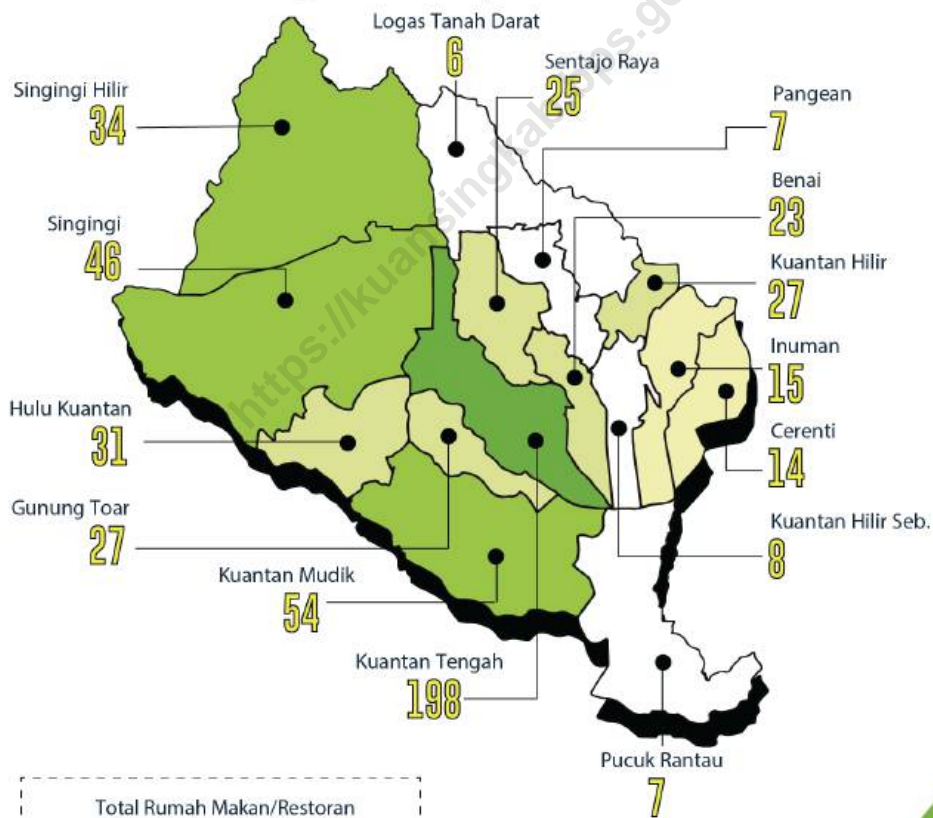 Logas Tanah Darat
6
Sentajo Raya
25
Singingi Hilir
34
Pangean
7
Benai
23
Singingi
46
Kuantan Hilir
27
Inuman
15
Hulu Kuantan
31
Cerenti
14
Gunung Toar
27
Kuantan Hilir Seb.
8
Kuantan Mudik
54
Kuantan Tengah
198
Pucuk Rantau
7
Total Rumah Makan/Restoran